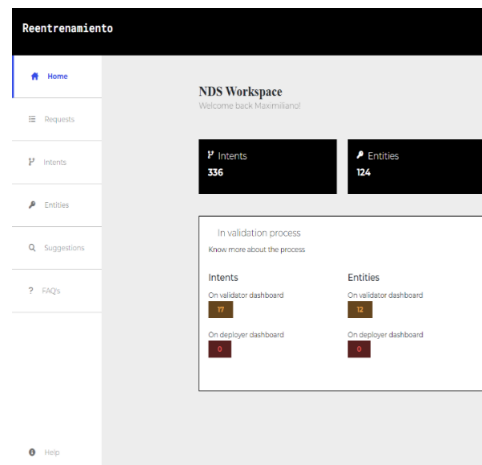 Reentrenamiento
Home
Requests
Intents
Entities
Suggestions
? FAQ's
Help
NDS Workspace
Welcome back Maximiliano!
Intents
336
Entities
124
In validation process
Know more about the process
Intents
On validator dashboard
17
On deployer dashboard
0
Entities
On validator dashboard
12
On deployer dashboard
0